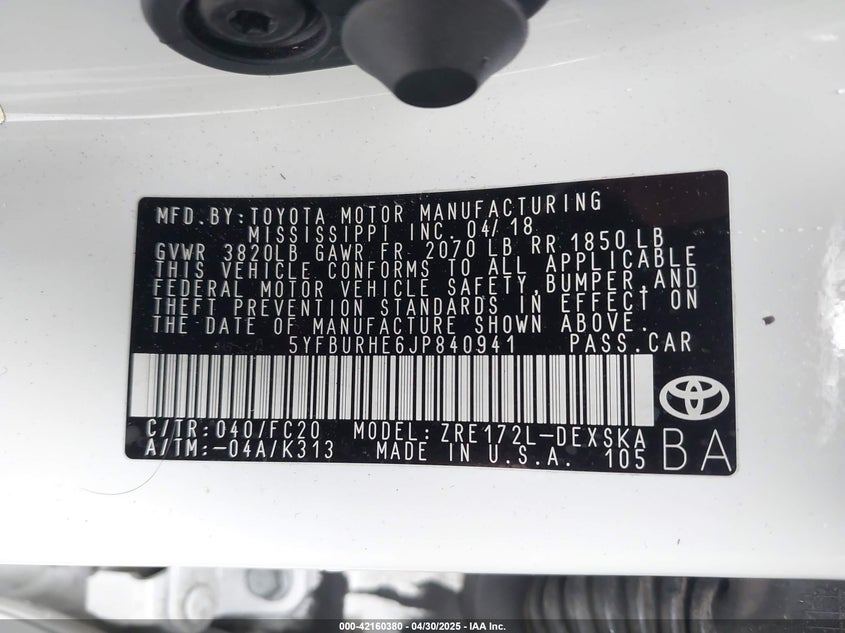 MFD. BY: TOYOTA MOTOR MANUFACTURING
MISSISSIPPI INC. 04/18
GVWR 3820LB GAWR FR. 2070 LB RR 1850 LB
THIS VEHICLE CONFORMS TO ALL APPLICABLE
FEDERAL MOTOR VEHICLE SAFETY, BUMPER, AND
THEFT PREVENTION STANDARDS IN EFFECT ON
THE DATE OF MANUFACTURE SHOWN ABOVE.
5YFBURHE6JP840941 PASS. CAR
C/TR: 040/FC20 MODEL: ZRE172L-DEXSKA
A/TM: -04A/K313 MADE IN U.S.A. 105 BA
000-42160380 - 04/30/2025 - IAA Inc.